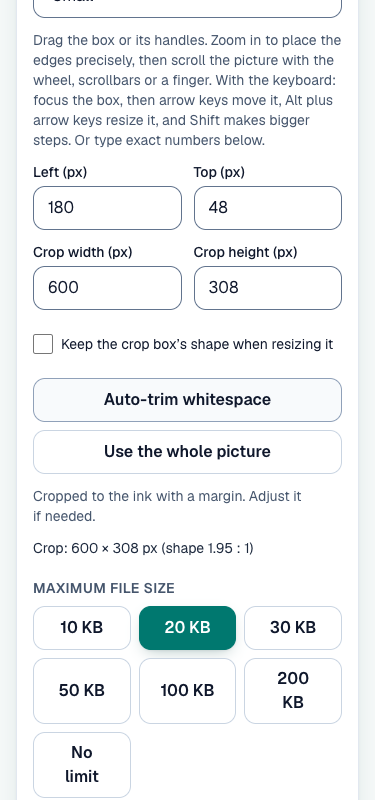 Drag the box or its handles. Zoom in to place the
edges precisely, then scroll the picture with the
wheel, scrollbars or a finger. With the keyboard:
focus the box, then arrow keys move it, Alt plus
arrow keys resize it, and Shift makes bigger
steps. Or type exact numbers below.
Left (px) Top (px)
180 48
Crop width (px) Crop height (px)
600 308
Keep the crop box's shape when resizing it
Auto-trim whitespace
Use the whole picture
Cropped to the ink with a margin. Adjust it
if needed.
Crop: 600 × 308 px (shape 1.95 : 1)
MAXIMUM FILE SIZE
10 KB 20 KB 30 KB
50 KB 100 KB 200
KB
No
limit